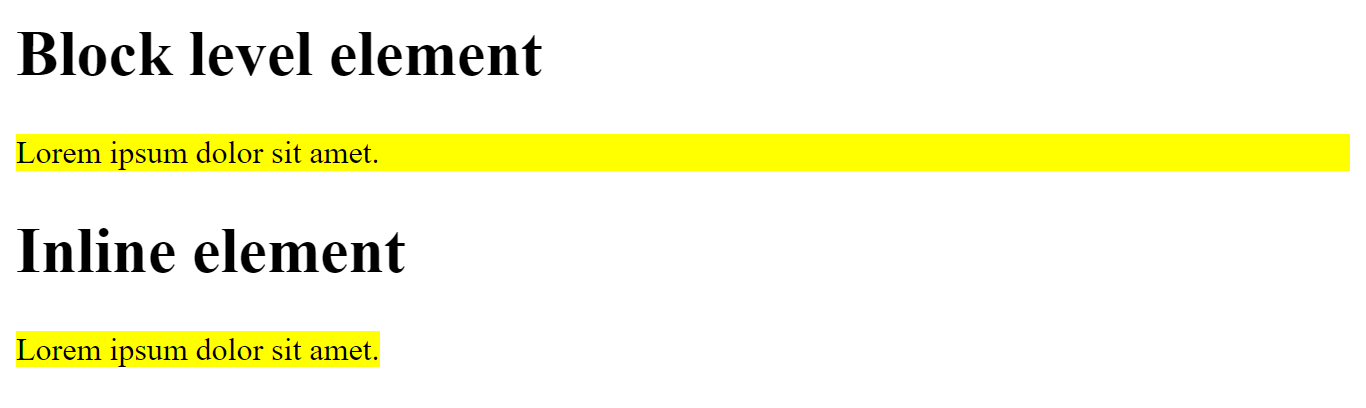 Block level element
Lorem ipsum dolor sit amet.
Inline element
Lorem ipsum dolor sit amet.